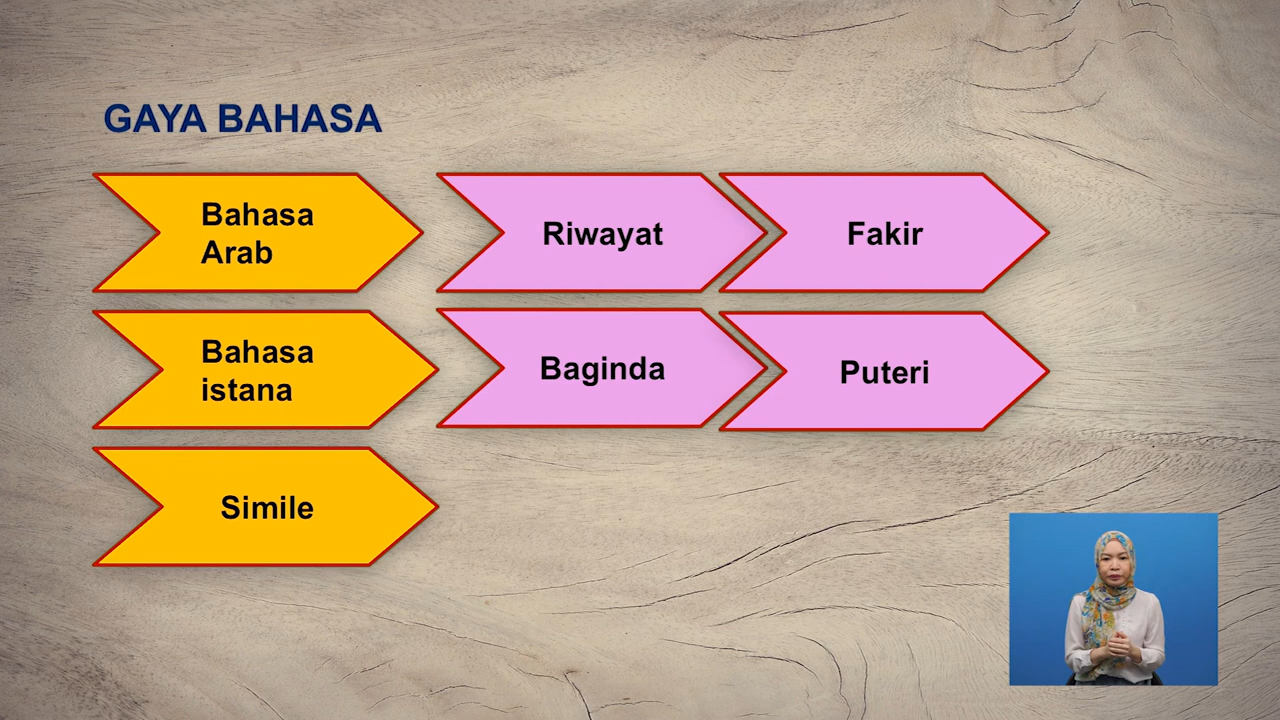 GAYA BAHASA
Bahasa
Arab
Riwayat
Fakir
Bahasa
istana
Baginda
Puteri
Simile